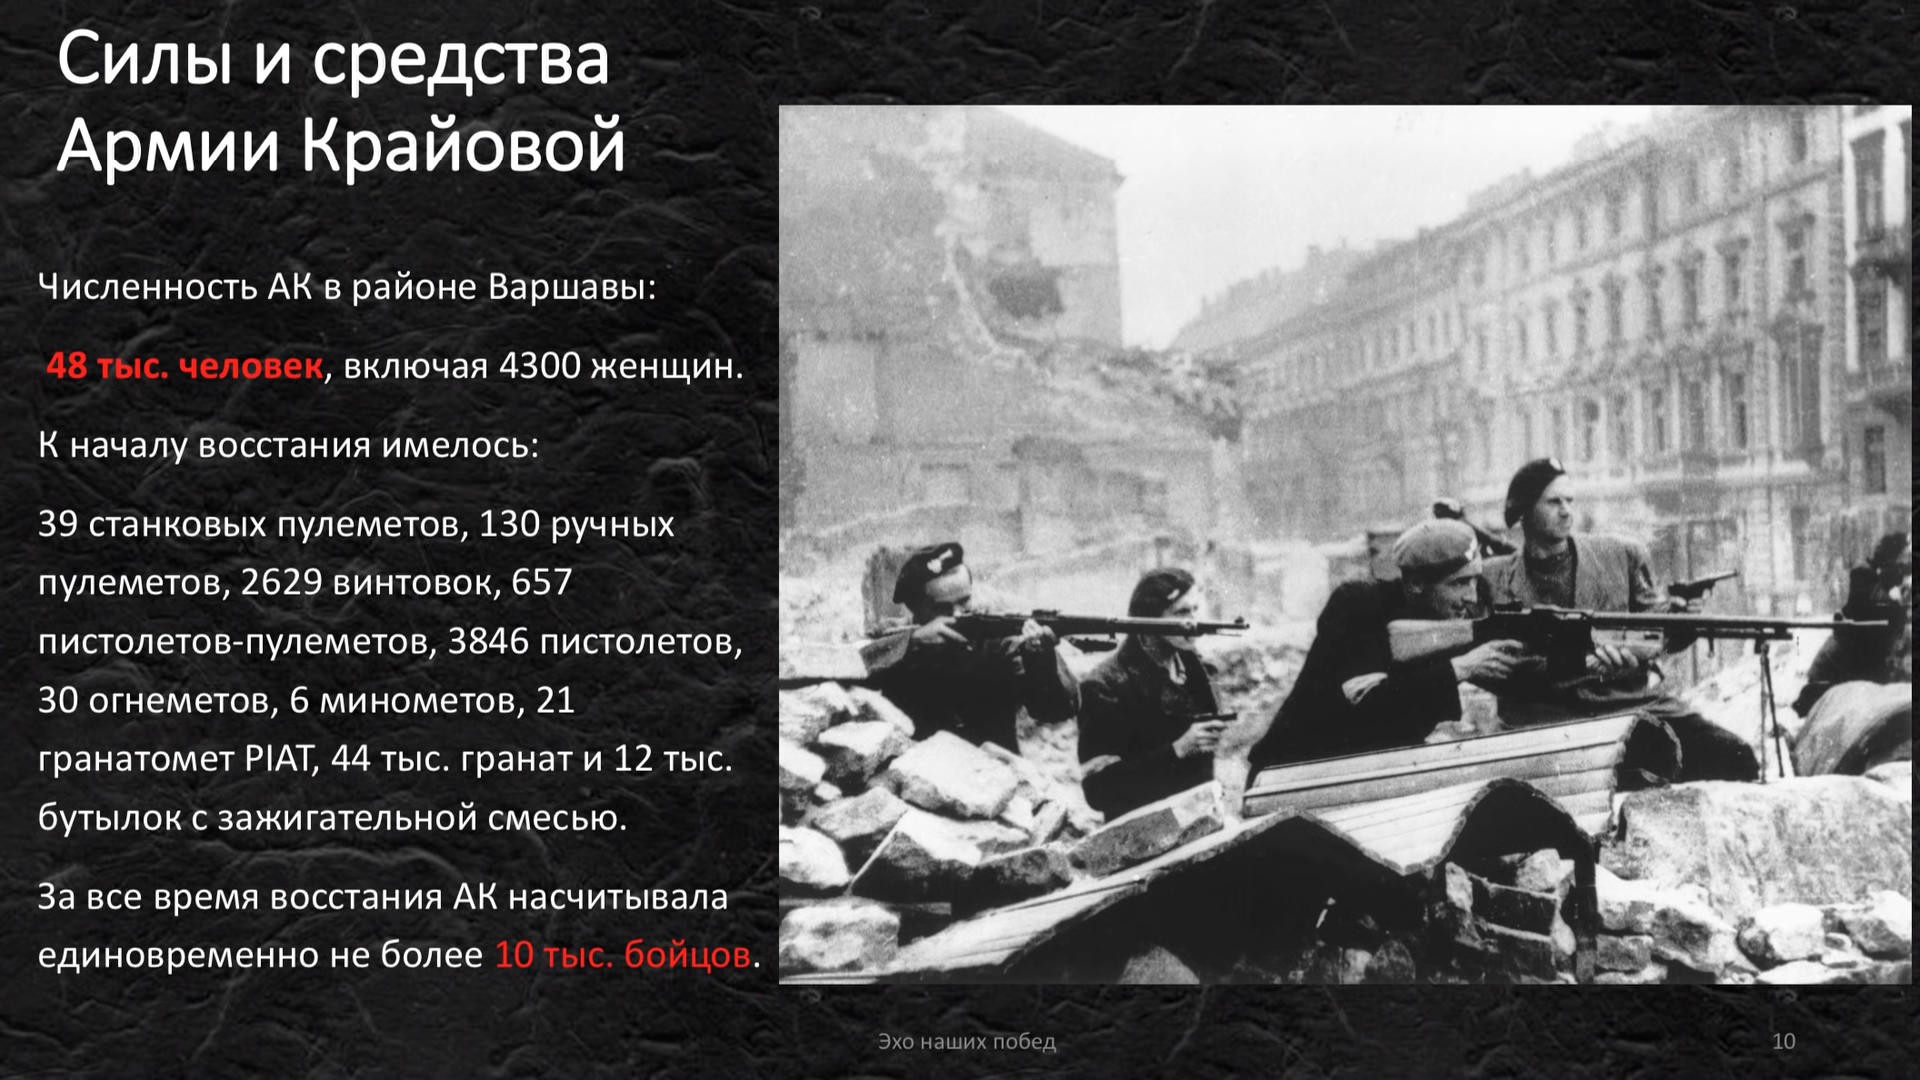 Силы и средства
Армии Крайовой
Численность АК в районе Варшавы:
48 тыс. человек, включая 4300 женщин.
К началу восстания имелось:
39 станковых пулеметов, 130 ручных
пулеметов, 2629 винтовок, 657
пистолетов-пулеметов, 3846 пистолетов,
30 огнеметов, 6 минометов, 21
гранатомет PIAT, 44 тыс. гранат и 12 тыс.
бутылок с зажигательной смесью.
За все время восстания АК насчитывала
единовременно не более 10 тыс. бойцов.
Эхо наших побед
10